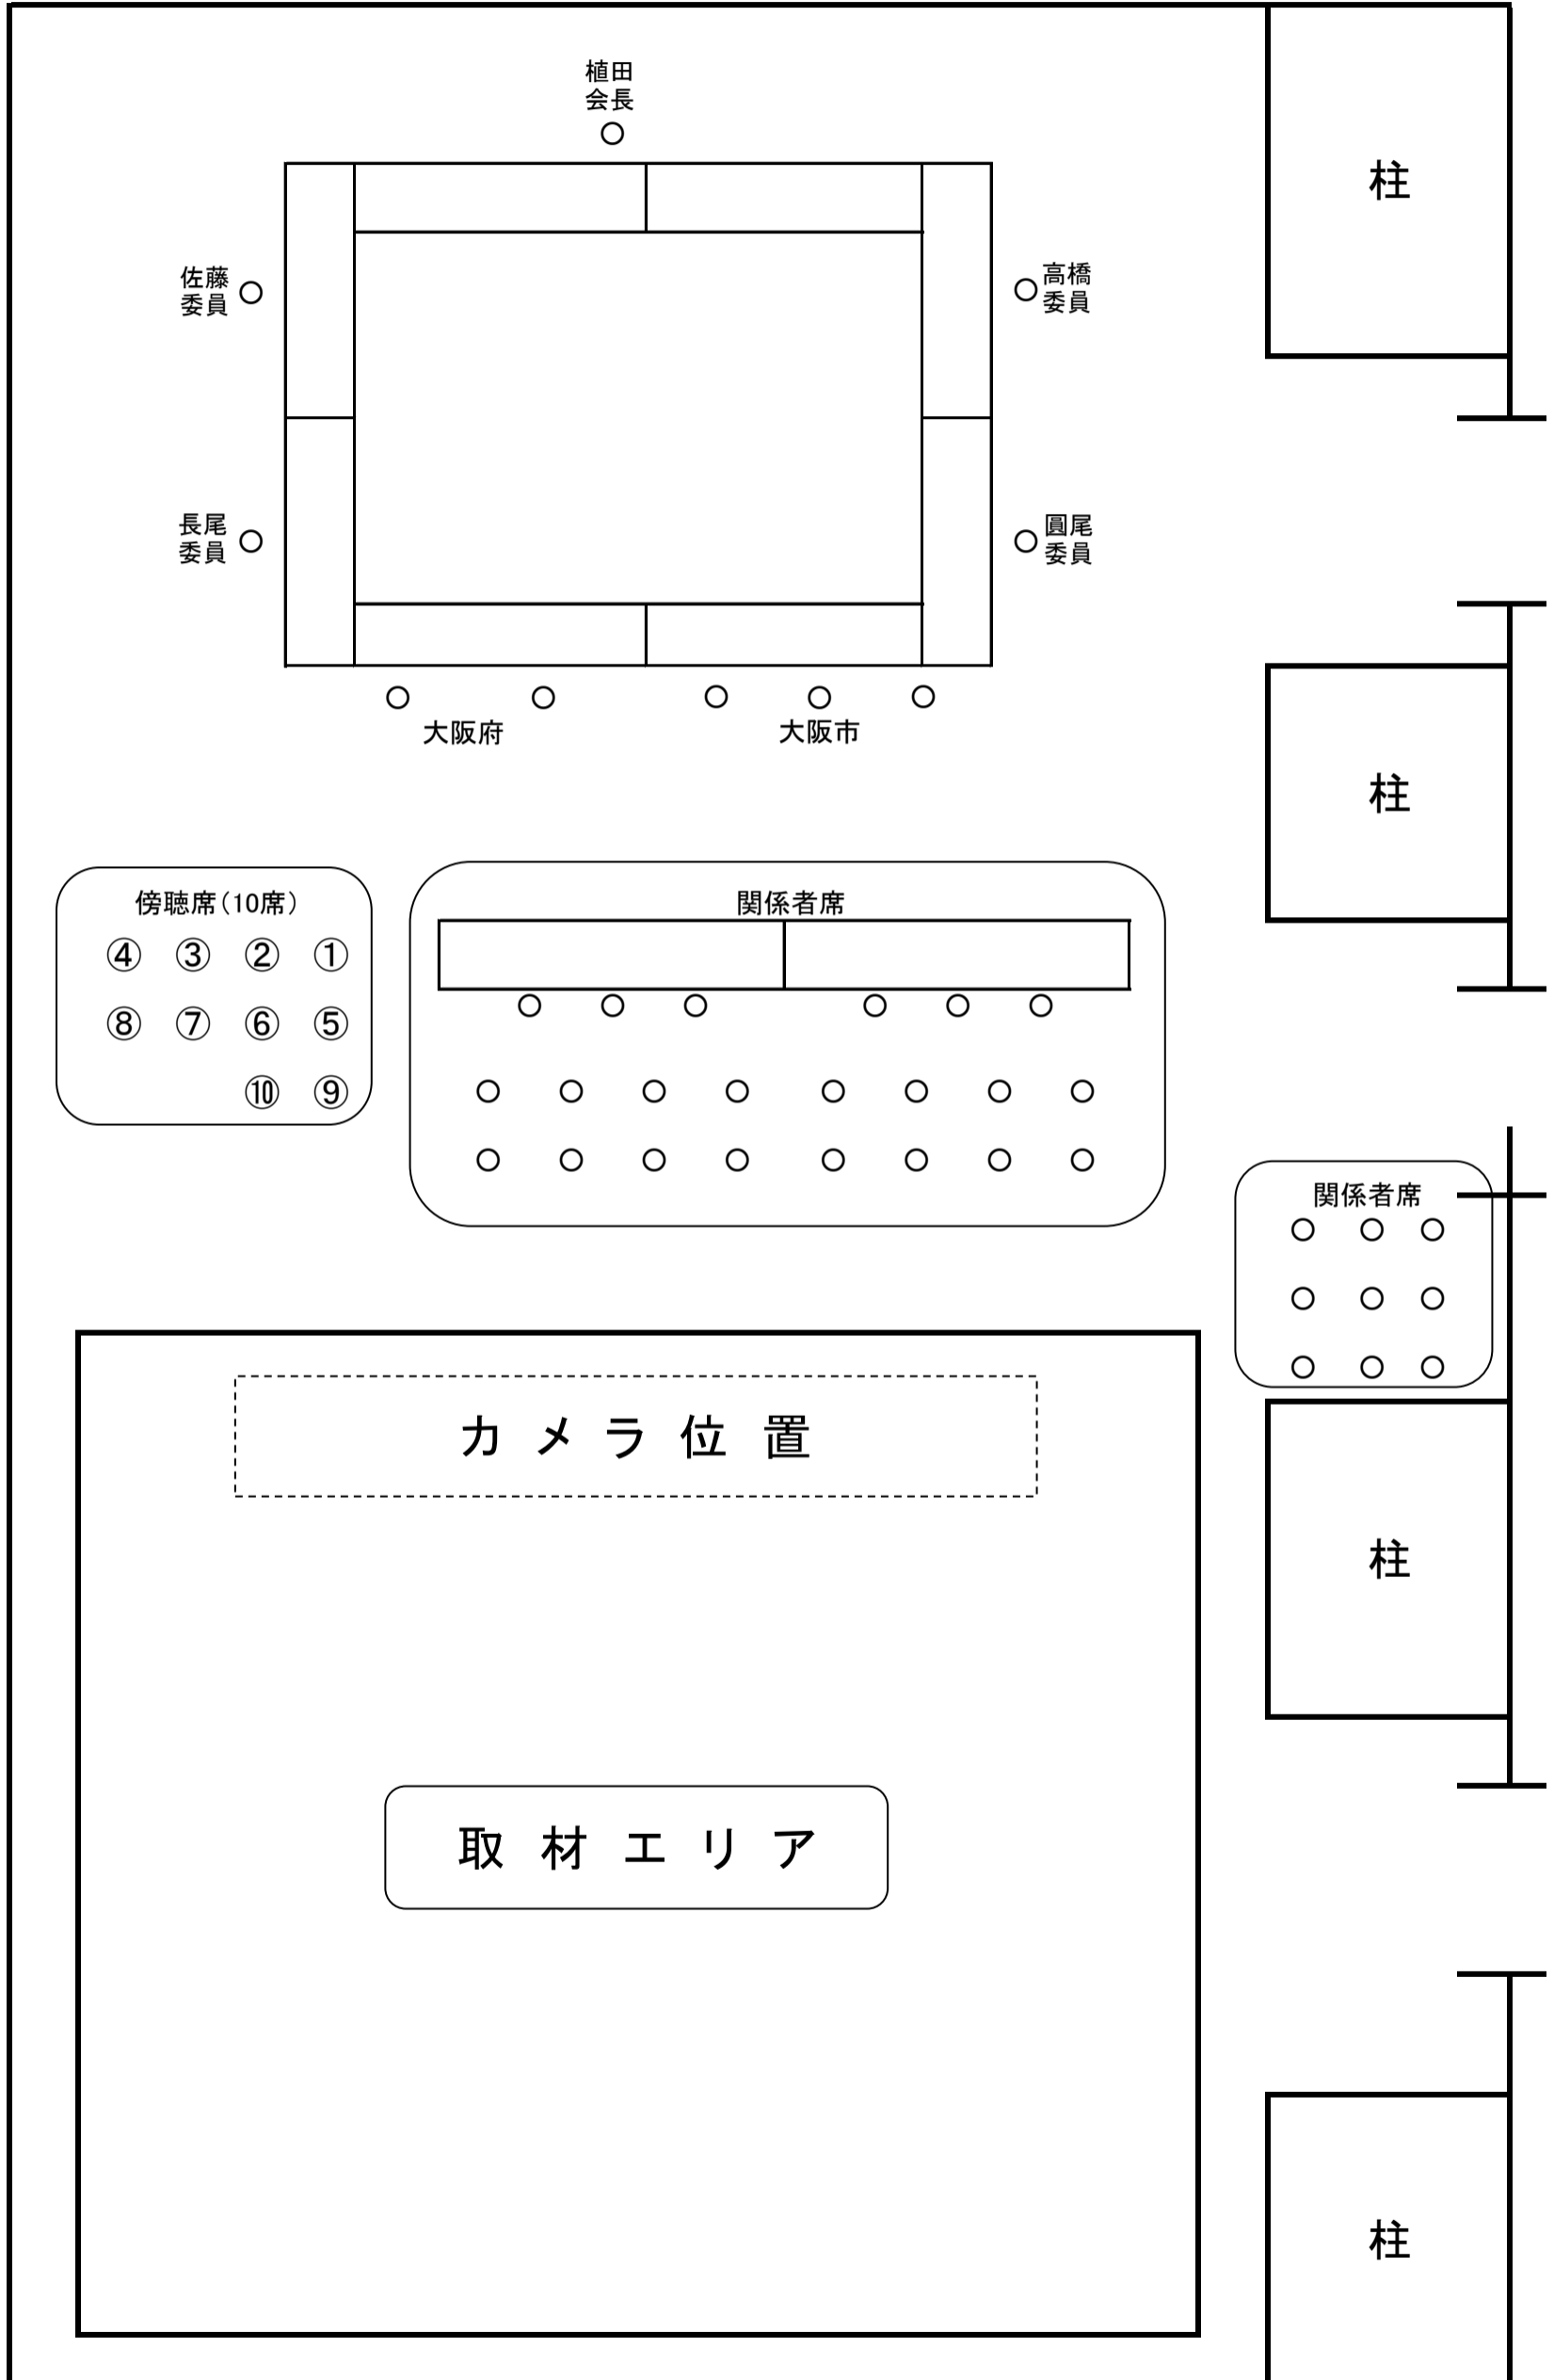 植田
会長
柱
佐藤
委員
高橋
委員
長尾
委員
圓尾
委員
大阪府
大阪市
柱
傍聴席(10席)
④ ③ ② ①
⑧ ⑦ ⑥ ⑤
⑩ ⑨
関係者席
関係者席
カメラ位置
柱
取材エリア
柱